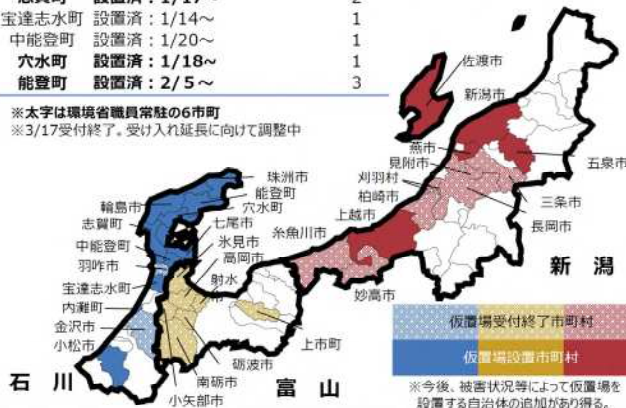 宝達志水町 設置済：1/14～ 1
中能登町 設置済：1/20～ 1
穴水町 設置済：1/18～ 1
能登町 設置済：2/5～ 3
※太字は環境省職員常駐の6市町
※3/17受付終了。受け入れ延長に向けて調整中
佐渡市
新潟市
燕市
見附市
刈羽村
柏崎市
上越市
糸魚川市
五泉市
三条市
長岡市
妙高市
新潟
珠洲市
能登町
穴水町
輪島市
志賀町
七尾市
氷見市
高岡市
射水
中能登町
羽咋市
宝達志水町
内灘町
金沢市
小松市
上市町
砺波市
南砺市
小矢部市
石川
富山
仮置場受付終了市町村
仮置場設置市町村
※今後、被害状況等によって仮置場を
設置する自治体の追加があり得る。